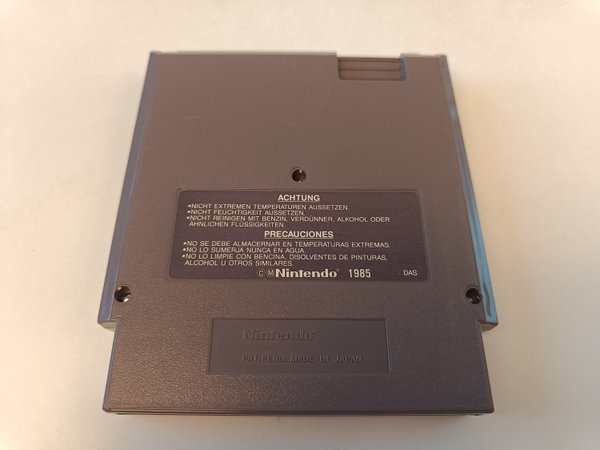 ACHTUNG
•NICHT EXTREMEN TEMPERATUREN AUSSETZEN.
•NICHT FEUCHTIGKEIT AUSSETZEN.
•NICHT REINIGEN MIT BENZIN, VERDÜNNER, ALKOHOL ODER
ÄHNLICHEN FLÜSSIGKEITEN.
PRECAUCIONES
•NO SE DEBE ALMACERNAR EN TEMPERATURAS EXTREMAS.
•NO LO SUMERJA NUNCA EN AGUA.
•NO LO LIMPIE CON BENCINA, DISOLVENTES DE PINTURAS,
ALCOHOL U OTROS SIMILARES.
©ⓂNintendo® 1985 DAS
Nintendo®
PAT. PEND. MADE IN JAPAN